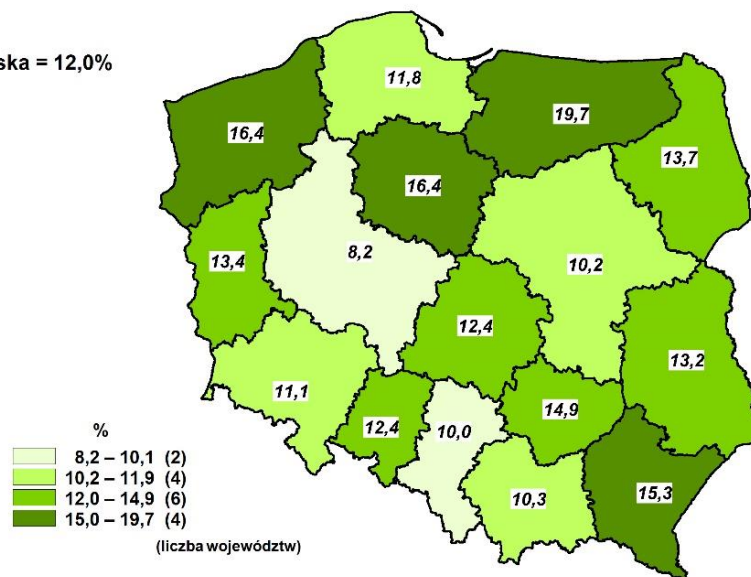 ska = 12,0%
11,8
16,4
19,7
13,7
16,4
8,2
13,4
10,2
12,4
13,2
11,1
14,9
12,4
10,0
10,3
15,3
%
8,2 – 10,1 (2)
10,2 – 11,9 (4)
12,0 – 14,9 (6)
15,0 – 19,7 (4)
(liczba województw)